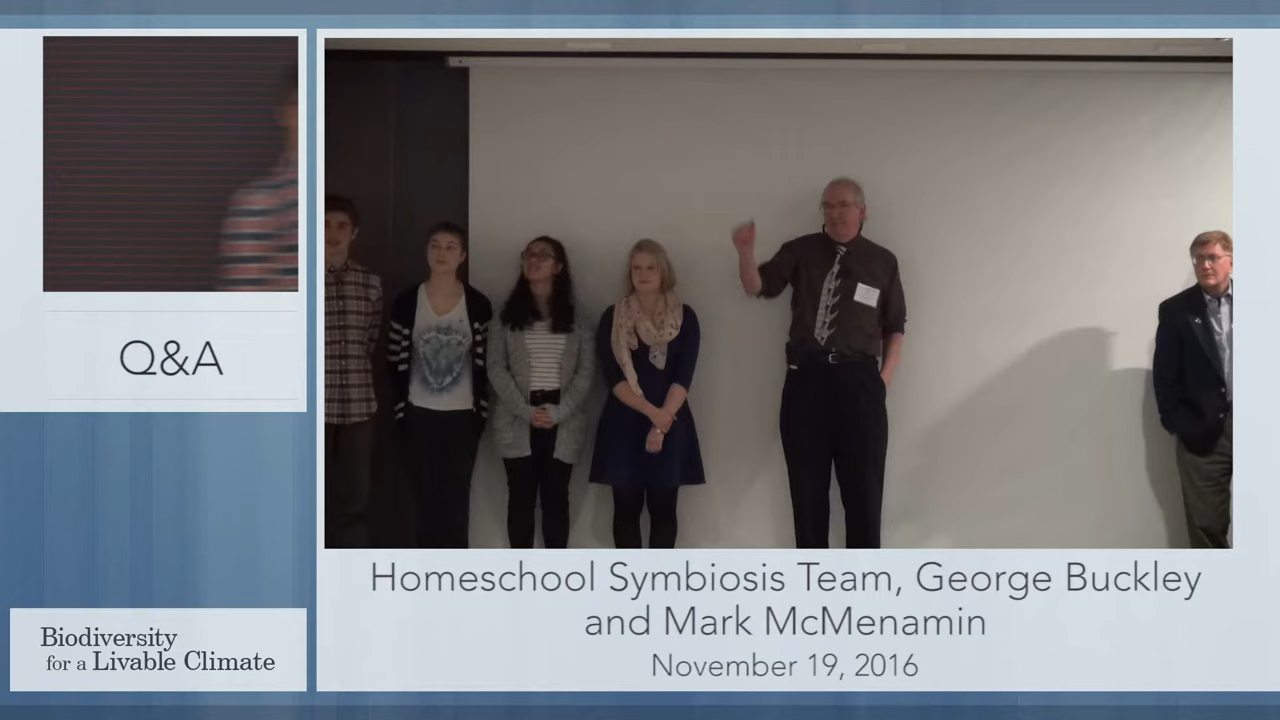 Q&A
Homeschool Symbiosis Team, George Buckley
and Mark McMenamin
November 19, 2016
Biodiversity
for a Livable Climate